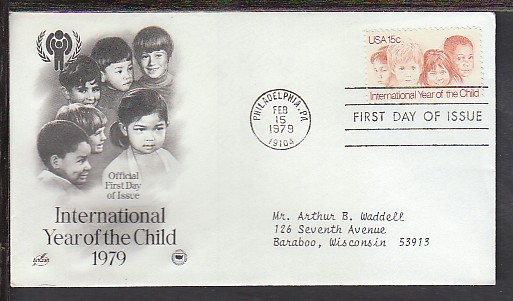 Official
First Day
of Issue
International
Year of the Child
1979
PHILADELPHIA, PA
FEB
15
1979
19104
USA 15c
International Year of the Child
FIRST DAY OF ISSUE
Mr. Arthur B. Waddell
126 Seventh Avenue
Baraboo, Wisconsin 53913